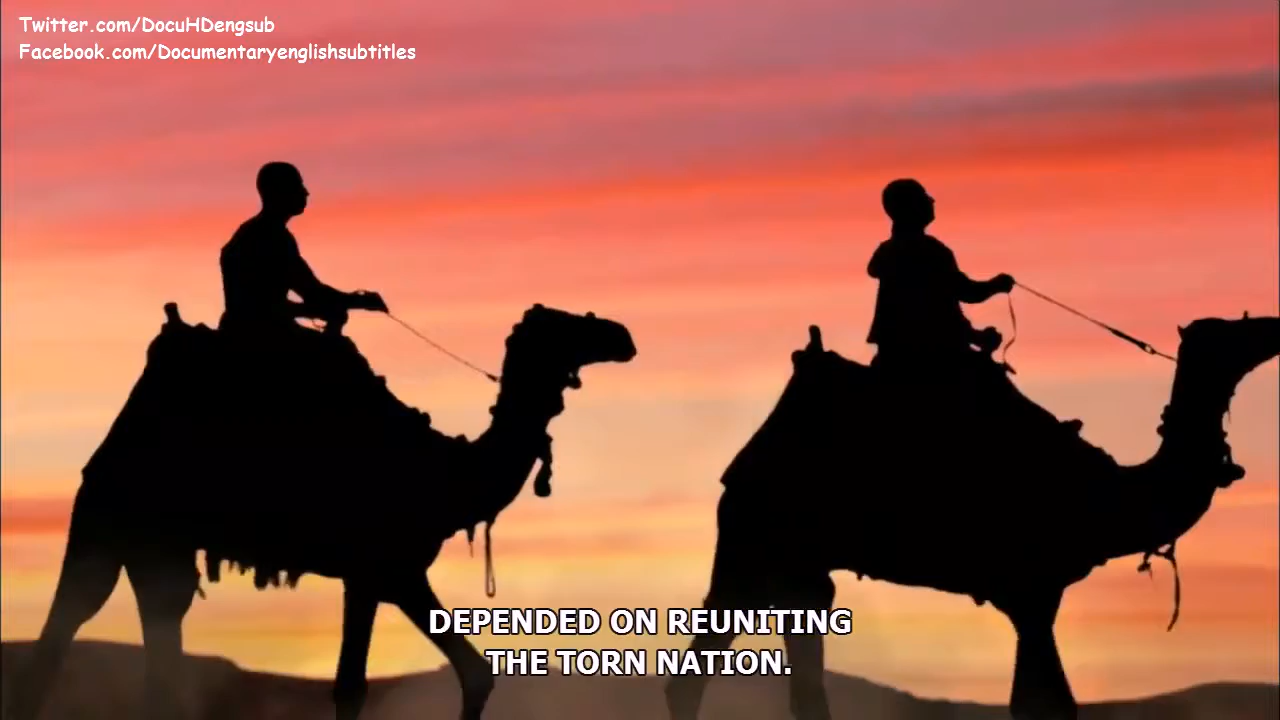 Twitter.com/DocuHDengsub
Facebook.com/Documentaryenglishsubtitles
DEPENDED ON REUNITING
THE TORN NATION.